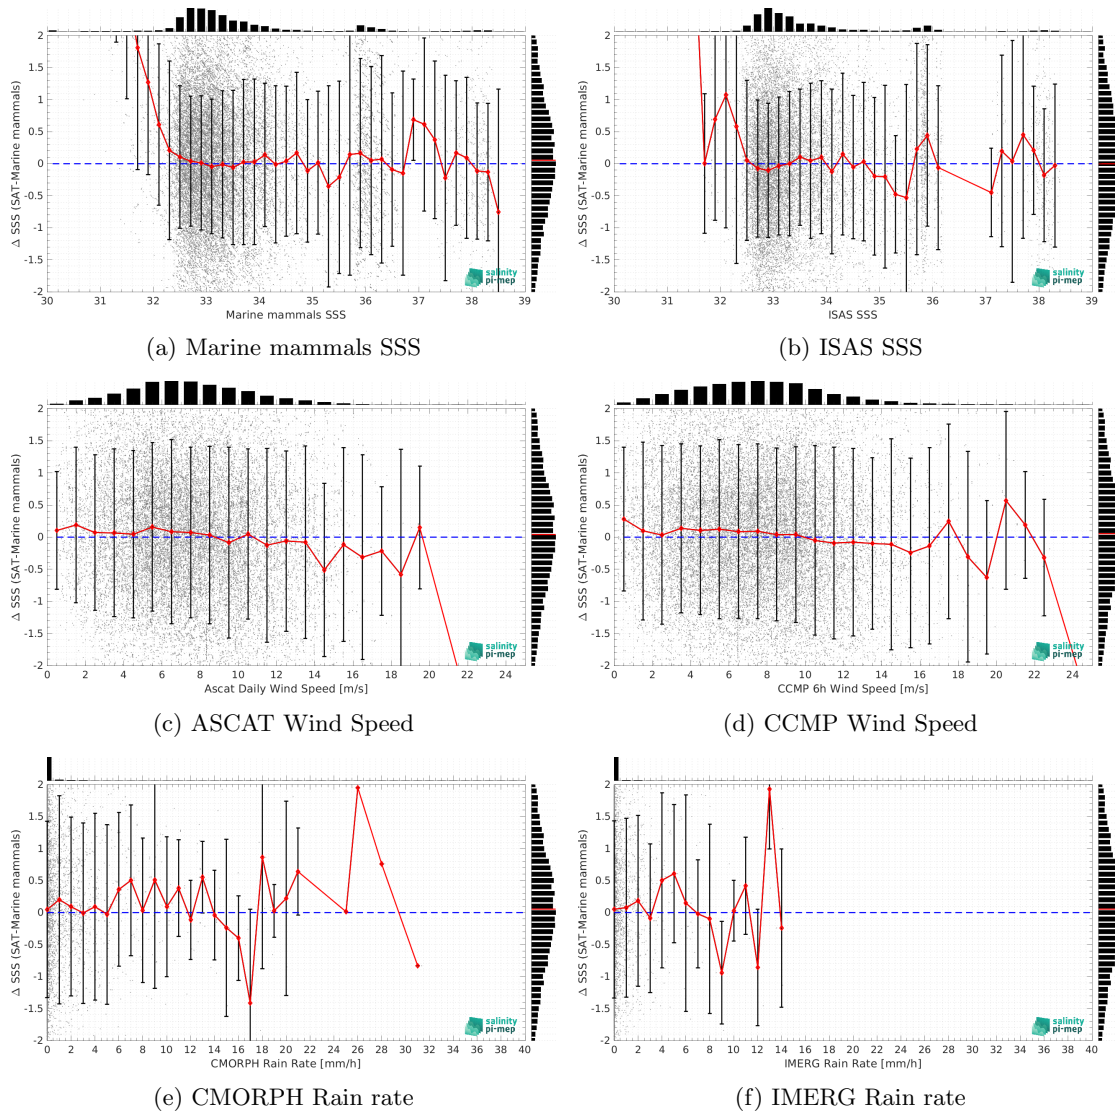 Δ SSS (SAT-Marine mammals)
2
1.5
1
0.5
0
-0.5
-1
-1.5
-2
30 31 32 33 34 35 36 37 38 39
Marine mammals SSS
salinity
pi-mep
(a) Marine mammals SSS
Δ SSS (SAT-Marine mammals)
2
1.5
1
0.5
0
-0.5
-1
-1.5
-2
30 31 32 33 34 35 36 37 38 39
ISAS SSS
salinity
pi-mep
(b) ISAS SSS
Δ SSS (SAT-Marine mammals)
2
1.5
1
0.5
0
-0.5
-1
-1.5
-2
0 2 4 6 8 10 12 14 16 18 20 22 24
Ascat Daily Wind Speed [m/s]
salinity
pi-mep
(c) ASCAT Wind Speed
Δ SSS (SAT-Marine mammals)
2
1.5
1
0.5
0
-0.5
-1
-1.5
-2
0 2 4 6 8 10 12 14 16 18 20 22 24
CCMP 6h Wind Speed [m/s]
salinity
pi-mep
(d) CCMP Wind Speed
Δ SSS (SAT-Marine mammals)
2
1.5
1
0.5
0
-0.5
-1
-1.5
-2
0 2 4 6 8 10 12 14 16 18 20 22 24 26 28 30 32 34 36 38 40
CMORPH Rain Rate [mm/h]
salinity
pi-mep
(e) CMORPH Rain rate
Δ SSS (SAT-Marine mammals)
2
1.5
1
0.5
0
-0.5
-1
-1.5
-2
0 2 4 6 8 10 12 14 16 18 20 22 24 26 28 30 32 34 36 38 40
IMERG Rain Rate [mm/h]
salinity
pi-mep
(f) IMERG Rain rate